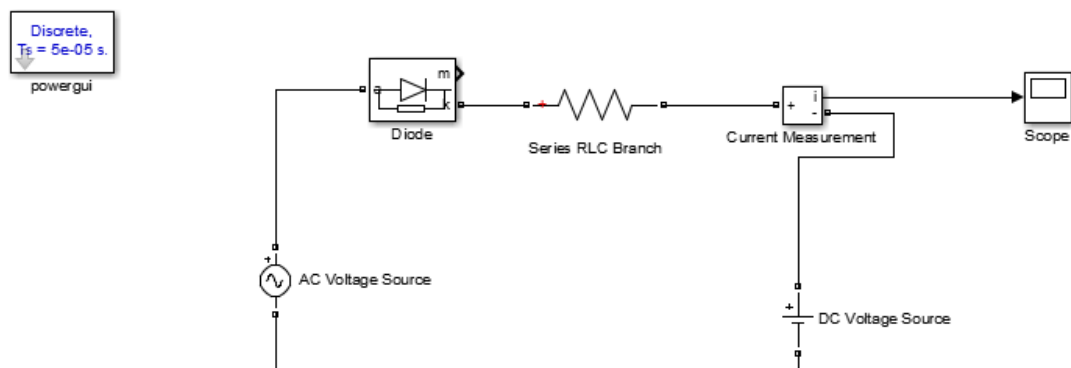 Discrete,
Ts = 5e-05 s.
powergui
m
a
k
Diode
+
Series RLC Branch
+
i
-
Current Measurement
Scope
+
AC Voltage Source
+
DC Voltage Source